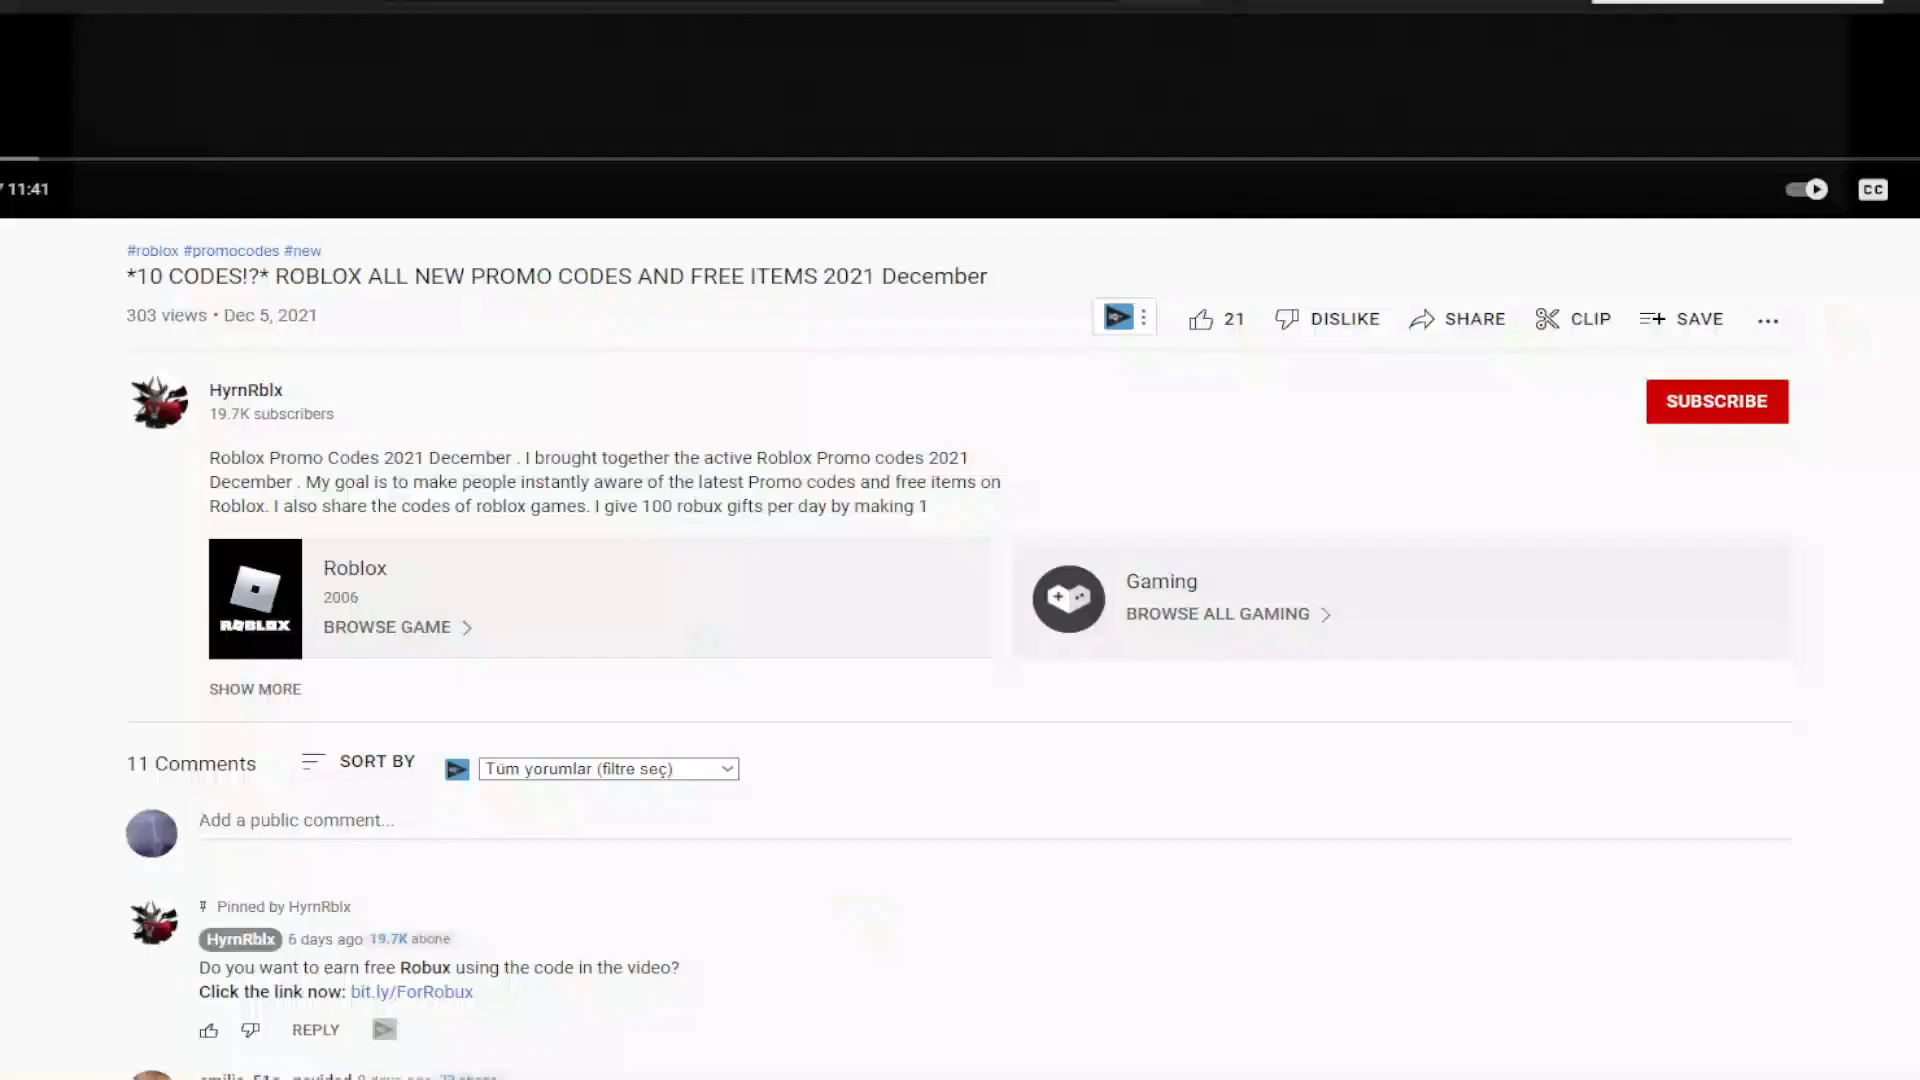 11:41
CC
#roblox #promocodes #new
*10 CODES!?* ROBLOX ALL NEW PROMO CODES AND FREE ITEMS 2021 December
303 views • Dec 5, 2021
21
DISLIKE
SHARE
CLIP
SAVE
HyrnRblx
19.7K subscribers
SUBSCRIBE
Roblox Promo Codes 2021 December . I brought together the active Roblox Promo codes 2021
December . My goal is to make people instantly aware of the latest Promo codes and free items on
Roblox. I also share the codes of roblox games. I give 100 robux gifts per day by making 1
ROBLOX
Roblox
2006
BROWSE GAME
Gaming
BROWSE ALL GAMING
SHOW MORE
11 Comments
SORT BY
Tüm yorumlar (filtre seç)
Add a public comment...
Pinned by HyrnRblx
HyrnRblx 6 days ago 19.7K abone
Do you want to earn free Robux using the code in the video?
Click the link now: bit.ly/ForRobux
REPLY